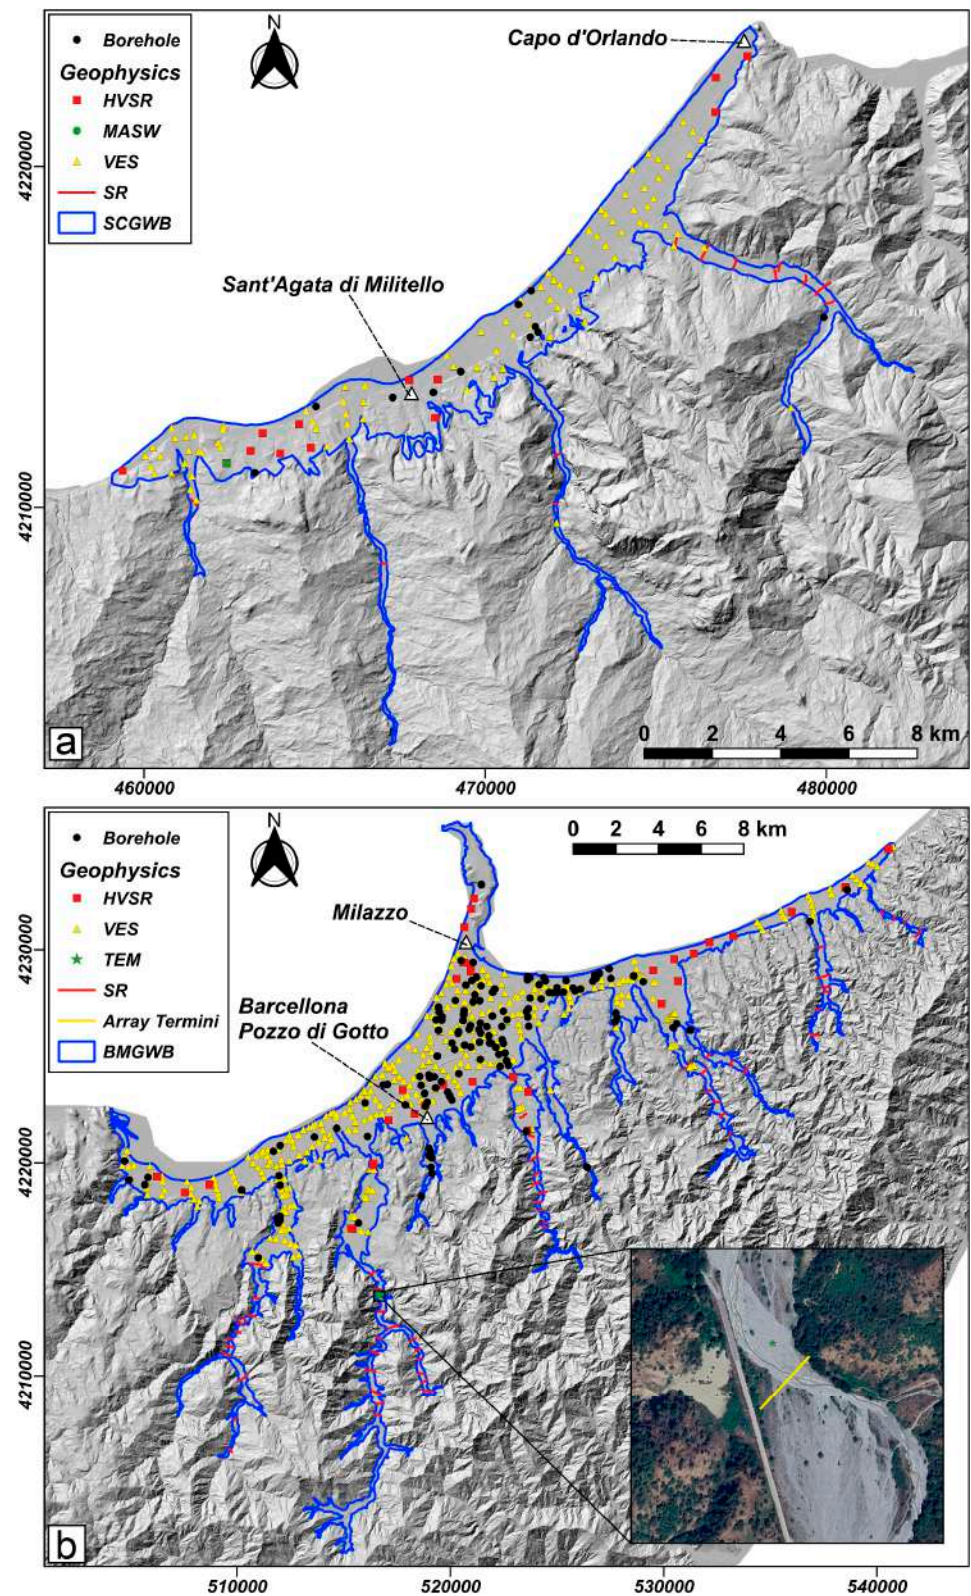 N
Borehole
Geophysics
HVSR
MASW
VES
SR
SCGWB
Capo d'Orlando
Sant'Agata di Militello
4220000
4210000
0 2 4 6 8 km
a
460000 470000 480000
N
Borehole
Geophysics
HVSR
VES
TEM
SR
Array Termini
BMGWB
0 2 4 6 8 km
Milazzo
Barcellona
Pozzo di Gotto
4230000
4220000
4210000
b
510000 520000 530000 540000